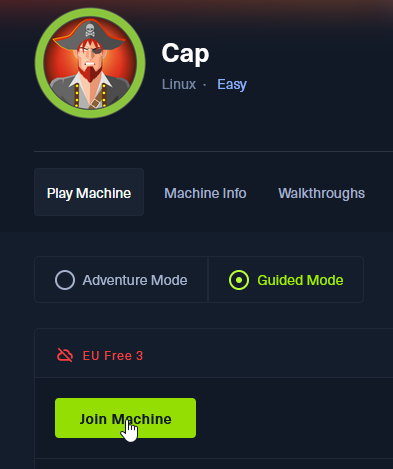 Cap
Linux · Easy
Play Machine Machine Info Walkthroughs
Adventure Mode Guided Mode
EU Free 3
Join Machine